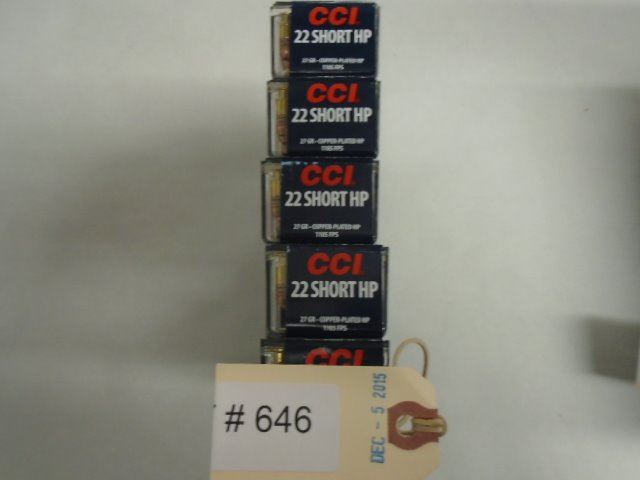 CCI
22 SHORT HP
27 GR - COPPER-PLATED HP
1105 FPS
CCI
22 SHORT HP
27 GR - COPPER-PLATED HP
1105 FPS
CCI
22 SHORT HP
27 GR - COPPER-PLATED HP
1105 FPS
CCI
22 SHORT HP
27 GR - COPPER-PLATED HP
1105 FPS
CCI
# 646
DEC - 5 2015